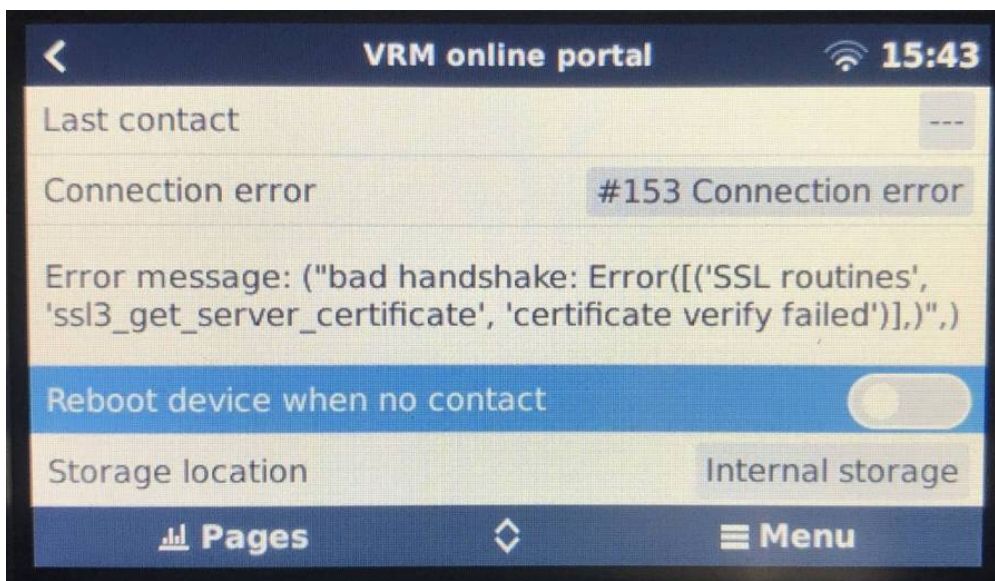 VRM online portal 15:43
Last contact ---
Connection error #153 Connection error
Error message: ("bad handshake: Error([('SSL routines',
'ssl3_get_server_certificate', 'certificate verify failed')],)",)
Reboot device when no contact
Storage location Internal storage
Pages Menu